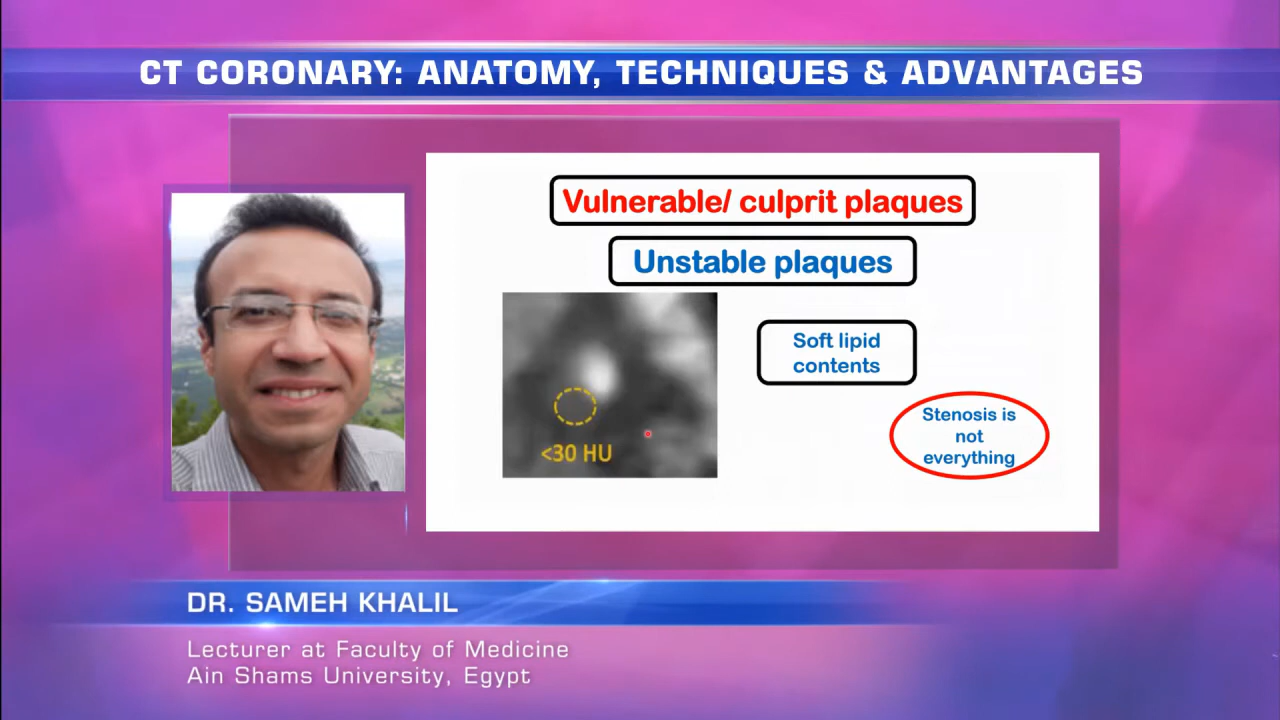 CT CORONARY: ANATOMY, TECHNIQUES & ADVANTAGES
Vulnerable/ culprit plaques
Unstable plaques
Soft lipid
contents
<30 HU
Stenosis is
not
everything
DR. SAMEH KHALIL
Lecturer at Faculty of Medicine
Ain Shams University, Egypt